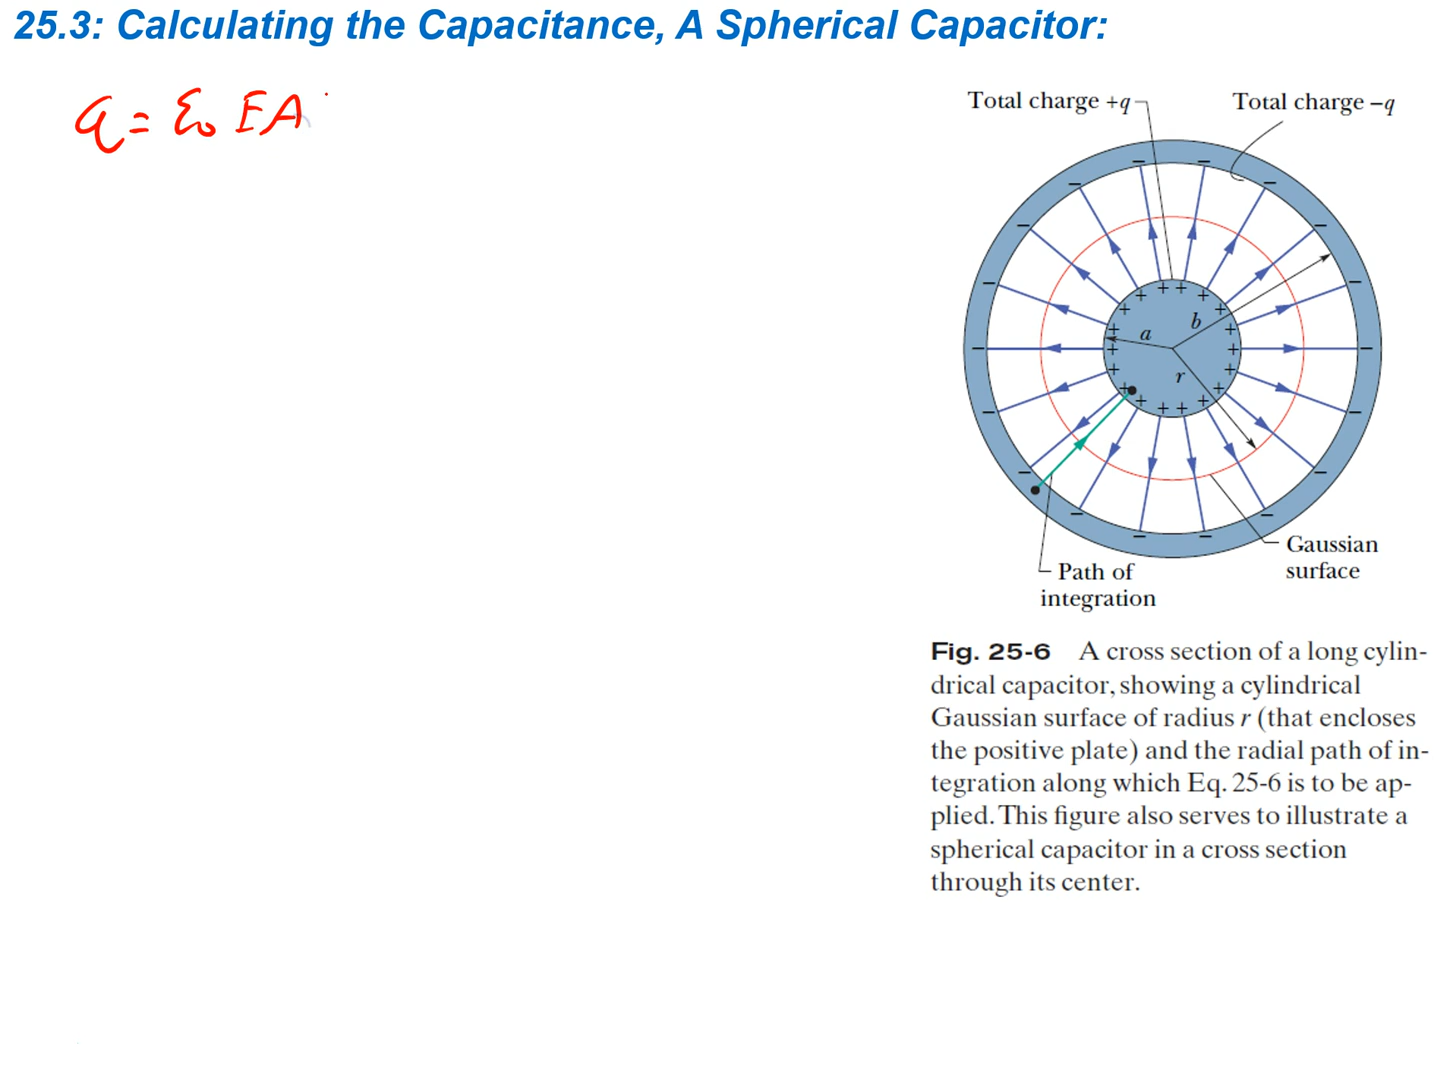 25.3: Calculating the Capacitance, A Spherical Capacitor:
q = ε₀ EA
Total charge +q
Total charge –q
a
b
r
Path of
integration
Gaussian
surface
Fig. 25-6 A cross section of a long cylin-
drical capacitor, showing a cylindrical
Gaussian surface of radius r (that encloses
the positive plate) and the radial path of in-
tegration along which Eq. 25-6 is to be ap-
plied. This figure also serves to illustrate a
spherical capacitor in a cross section
through its center.